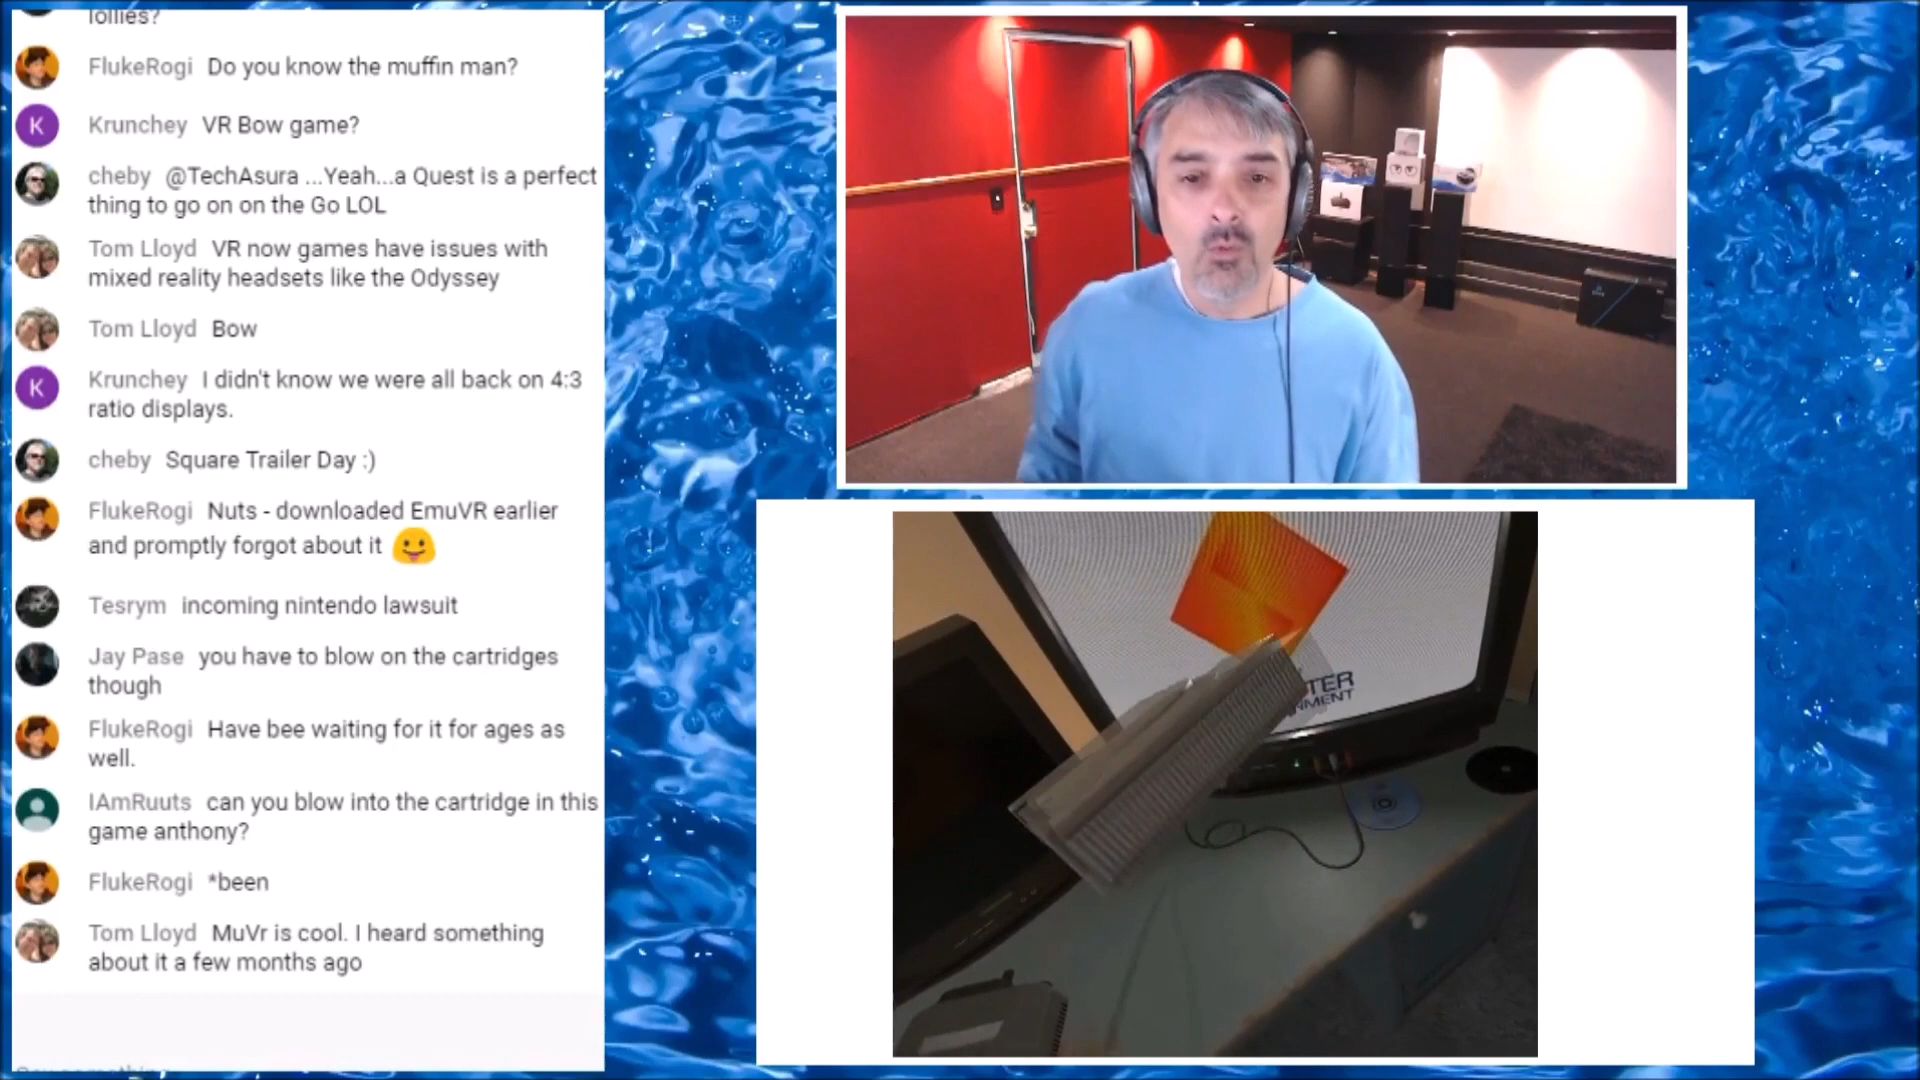 lollies?
FlukeRogi Do you know the muffin man?
K
Krunchey VR Bow game?
cheby @TechAsura ...Yeah...a Quest is a perfect
thing to go on on the Go LOL
Tom Lloyd VR now games have issues with
mixed reality headsets like the Odyssey
Tom Lloyd Bow
K
Krunchey I didn't know we were all back on 4:3
ratio displays.
cheby Square Trailer Day :)
FlukeRogi Nuts - downloaded EmuVR earlier
and promptly forgot about it 😛
Tesrym incoming nintendo lawsuit
Jay Pase you have to blow on the cartridges
though
FlukeRogi Have bee waiting for it for ages as
well.
IAmRuuts can you blow into the cartridge in this
game anthony?
FlukeRogi *been
Tom Lloyd MuVr is cool. I heard something
about it a few months ago
TER
NMENT